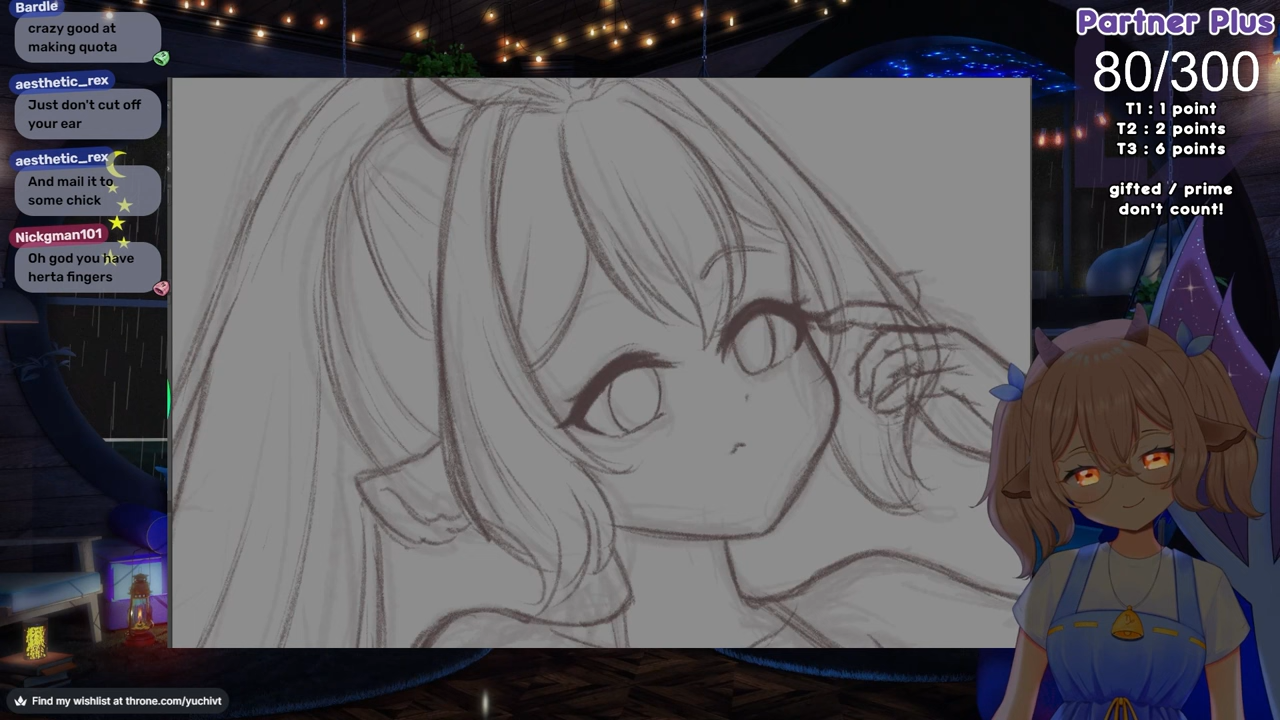 Bardle
crazy good at
making quota
aesthetic_rex
Just don't cut off
your ear
aesthetic_rex
And mail it to
some chick
Nickgman101
Oh god you have
herta fingers
Partner Plus
80/300
T1 : 1 point
T2 : 2 points
T3 : 6 points
gifted / prime
don't count!
Find my wishlist at throne.com/yuchivt